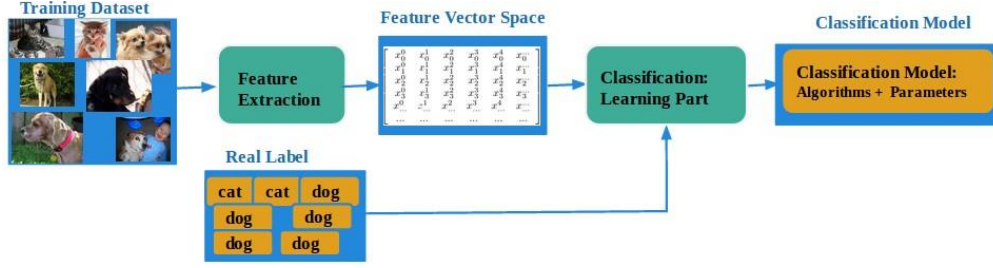 Training Dataset
Feature Vector Space
Classification Model
Feature
Extraction
Classification:
Learning Part
Classification Model:
Algorithms + Parameters
Real Label
cat cat dog
dog dog
dog dog